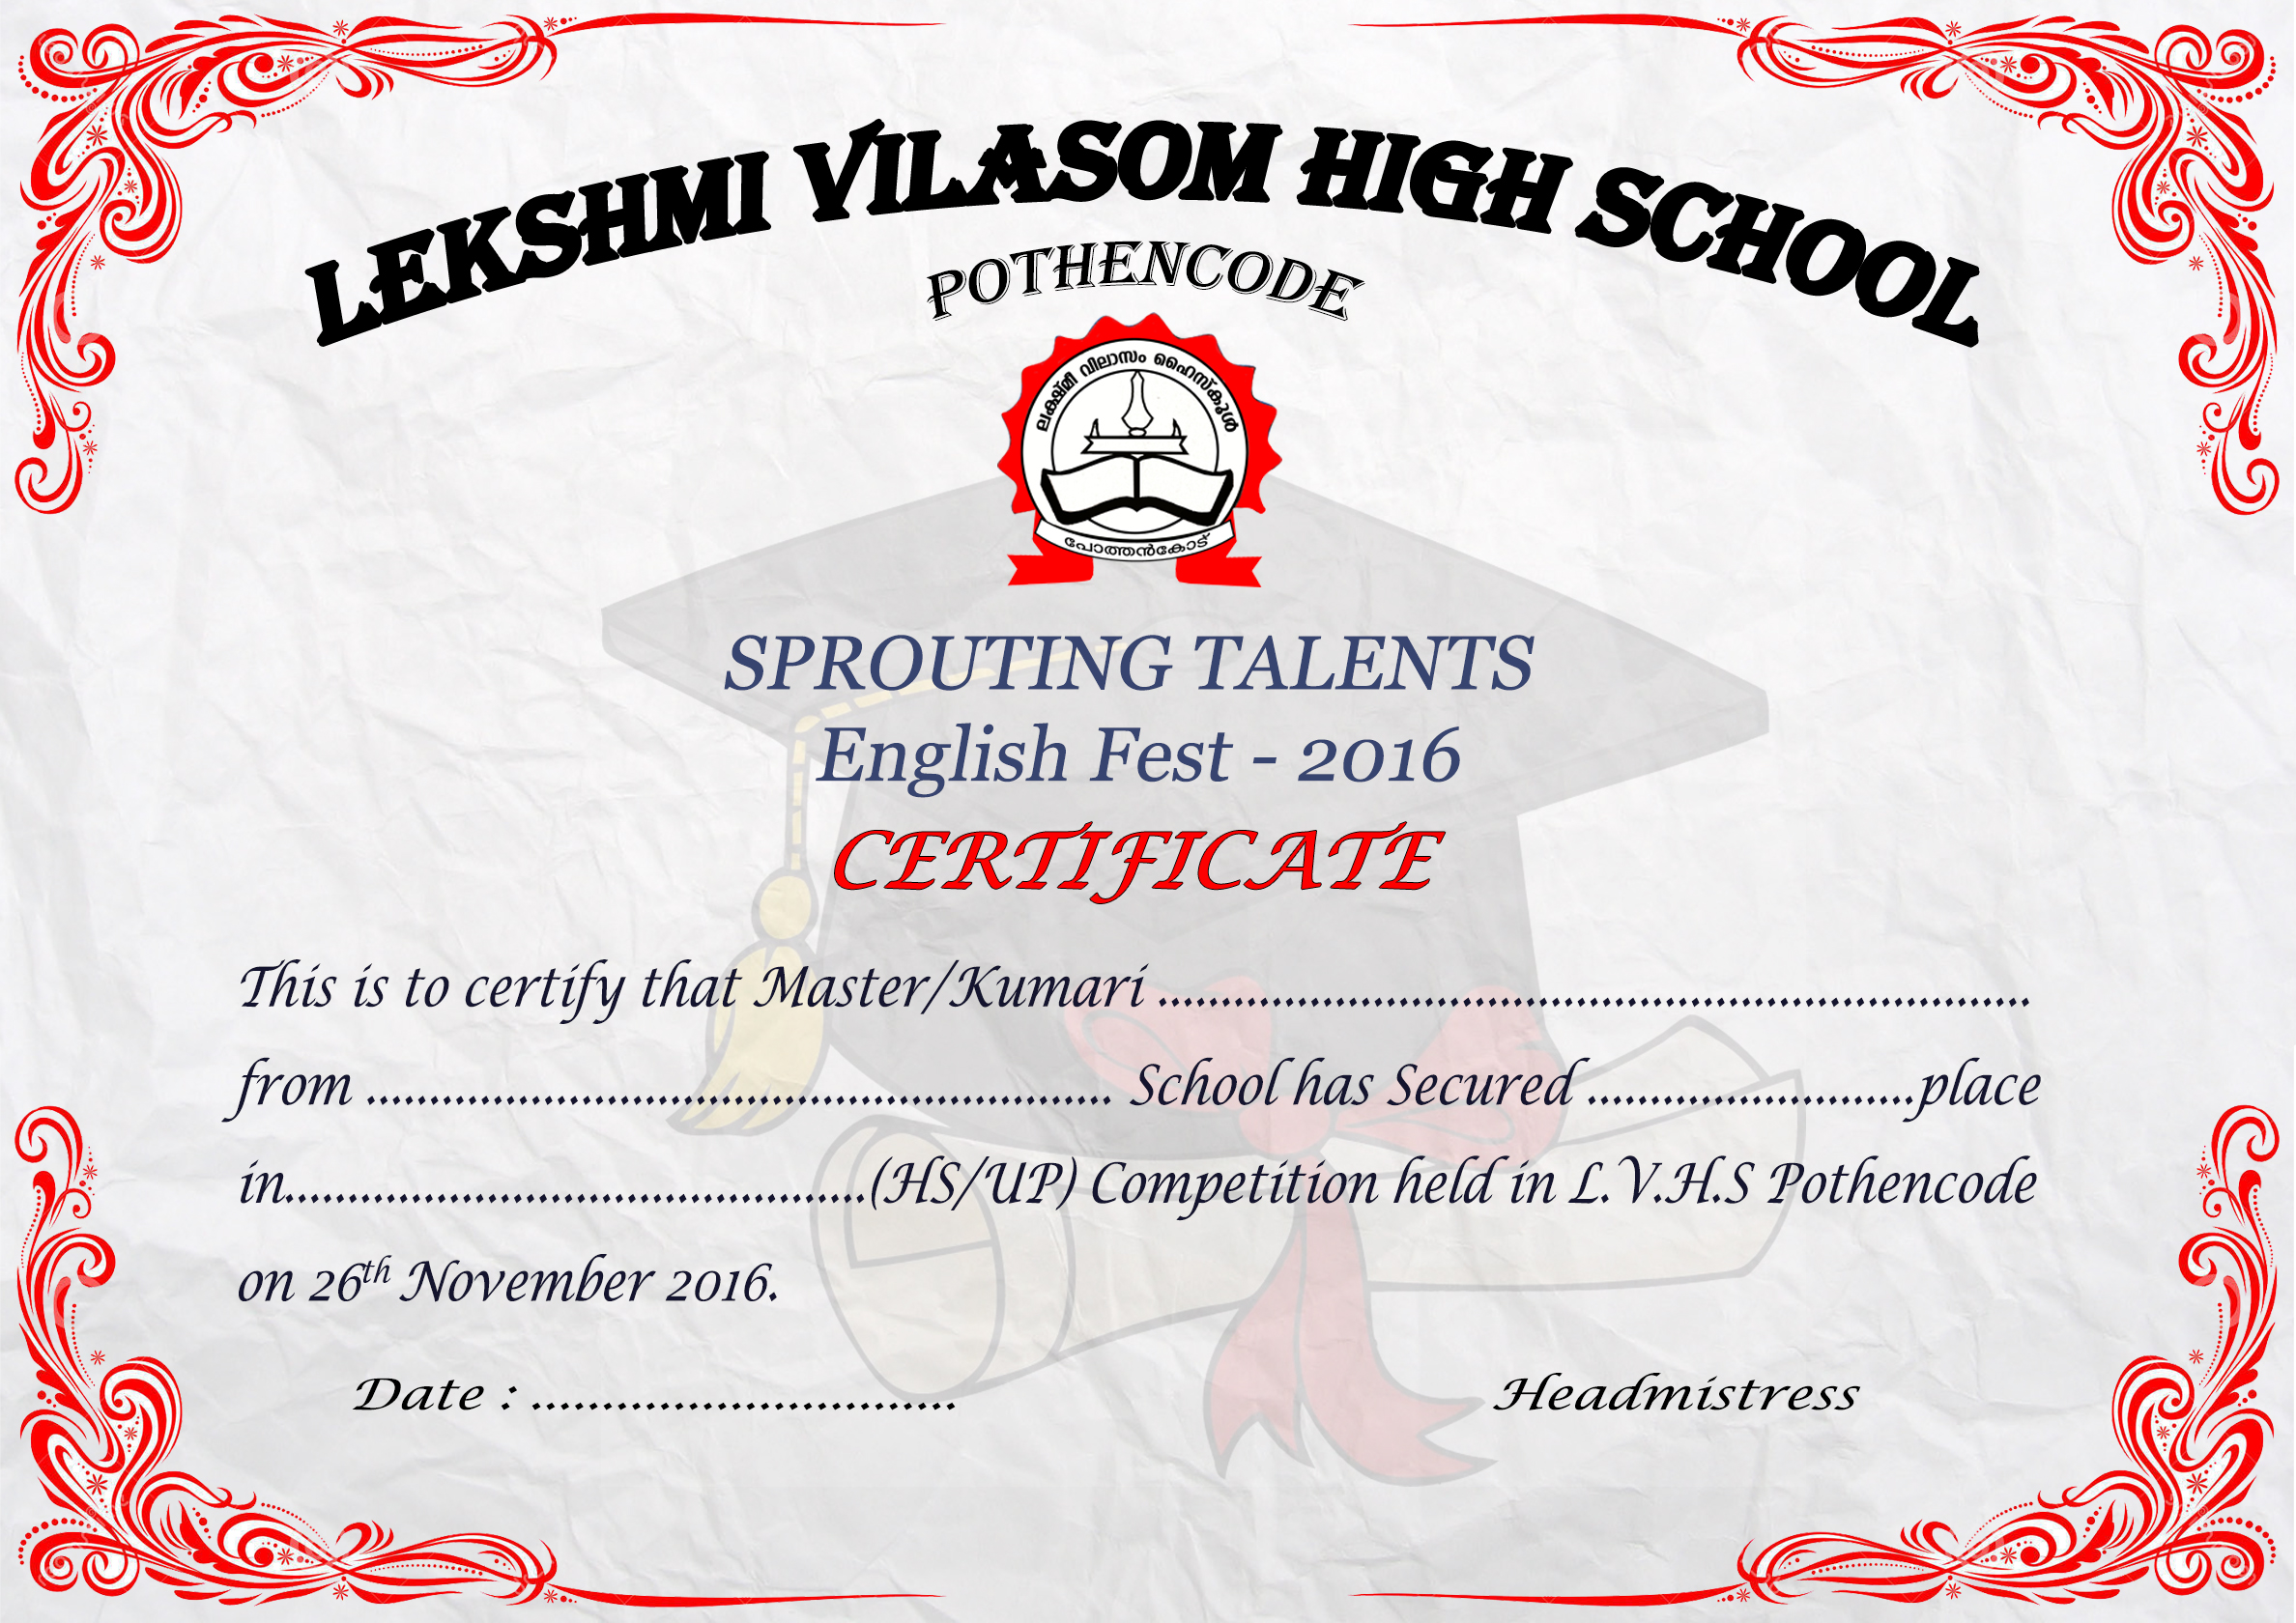 LEKSHMI VILASOM HIGH SCHOOL
POTHENCODE
ലക്ഷ്മീ വിലാസം ഹൈസ്കൂൾ
പോത്തൻകോട്
SPROUTING TALENTS
English Fest - 2016
CERTIFICATE
This is to certify that Master/Kumari ......................................................................
from ............................................................ School has Secured ..........................place
in..............................................(HS/UP) Competition held in L.V.H.S Pothencode
on 26th November 2016.
Date : ..............................
Headmistress